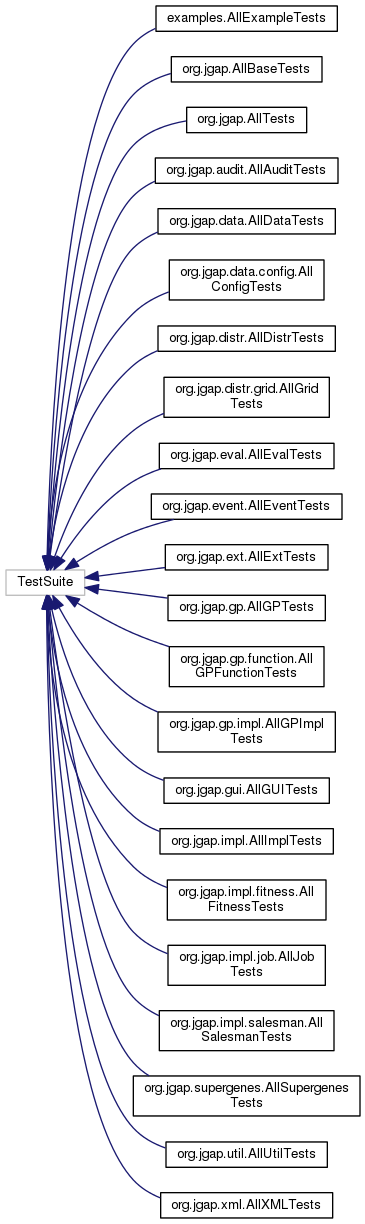 examples.AllExampleTests
org.jgap.AllBaseTests
org.jgap.AllTests
org.jgap.audit.AllAuditTests
org.jgap.data.AllDataTests
org.jgap.data.config.All
ConfigTests
org.jgap.distr.AllDistrTests
org.jgap.distr.grid.AllGrid
Tests
org.jgap.eval.AllEvalTests
org.jgap.event.AllEventTests
org.jgap.ext.AllExtTests
TestSuite
org.jgap.gp.AllGPTests
org.jgap.gp.function.All
GPFunctionTests
org.jgap.gp.impl.AllGPImpl
Tests
org.jgap.gui.AllGUITests
org.jgap.impl.AllImplTests
org.jgap.impl.fitness.All
FitnessTests
org.jgap.impl.job.AllJob
Tests
org.jgap.impl.salesman.All
SalesmanTests
org.jgap.supergenes.AllSupergenes
Tests
org.jgap.util.AllUtilTests
org.jgap.xml.AllXMLTests